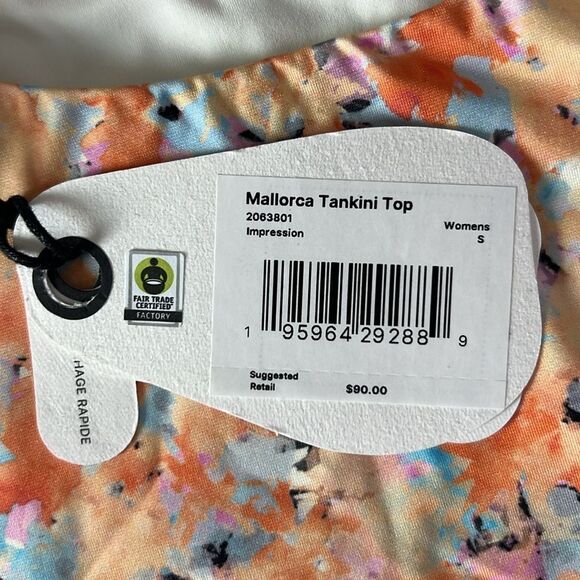 Mallorca Tankini Top
2063801
Impression
Womens
S
1 95964 29288 9
Suggested
Retail
$90.00
FAIR TRADE
CERTIFIED
FACTORY
HAGE RAPIDE